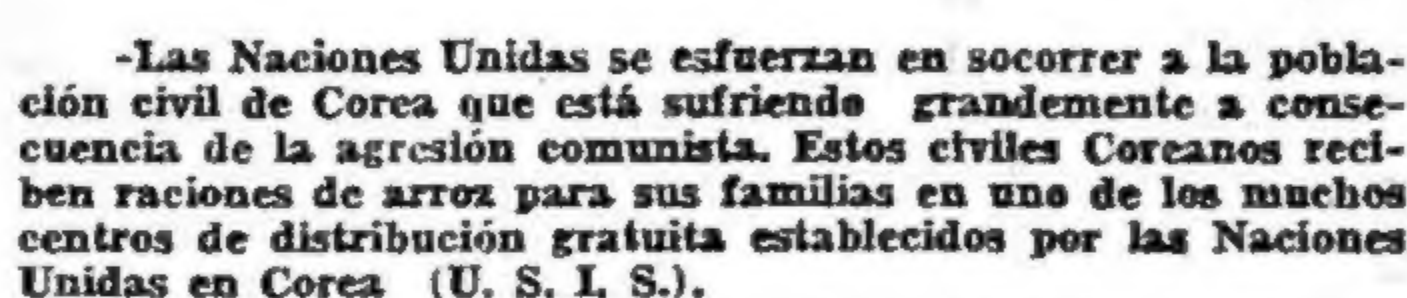 -Las Naciones Unidas se esfuerzan en socorrer a la pobla-
ción civil de Corea que está sufriendo grandemente a conse-
cuencia de la agresión comunista. Estos civiles Coreanos reci-
ben raciones de arroz para sus familias en uno de los muchos
centros de distribución gratuita establecidos por las Naciones
Unidas en Corea (U. S. I. S.).